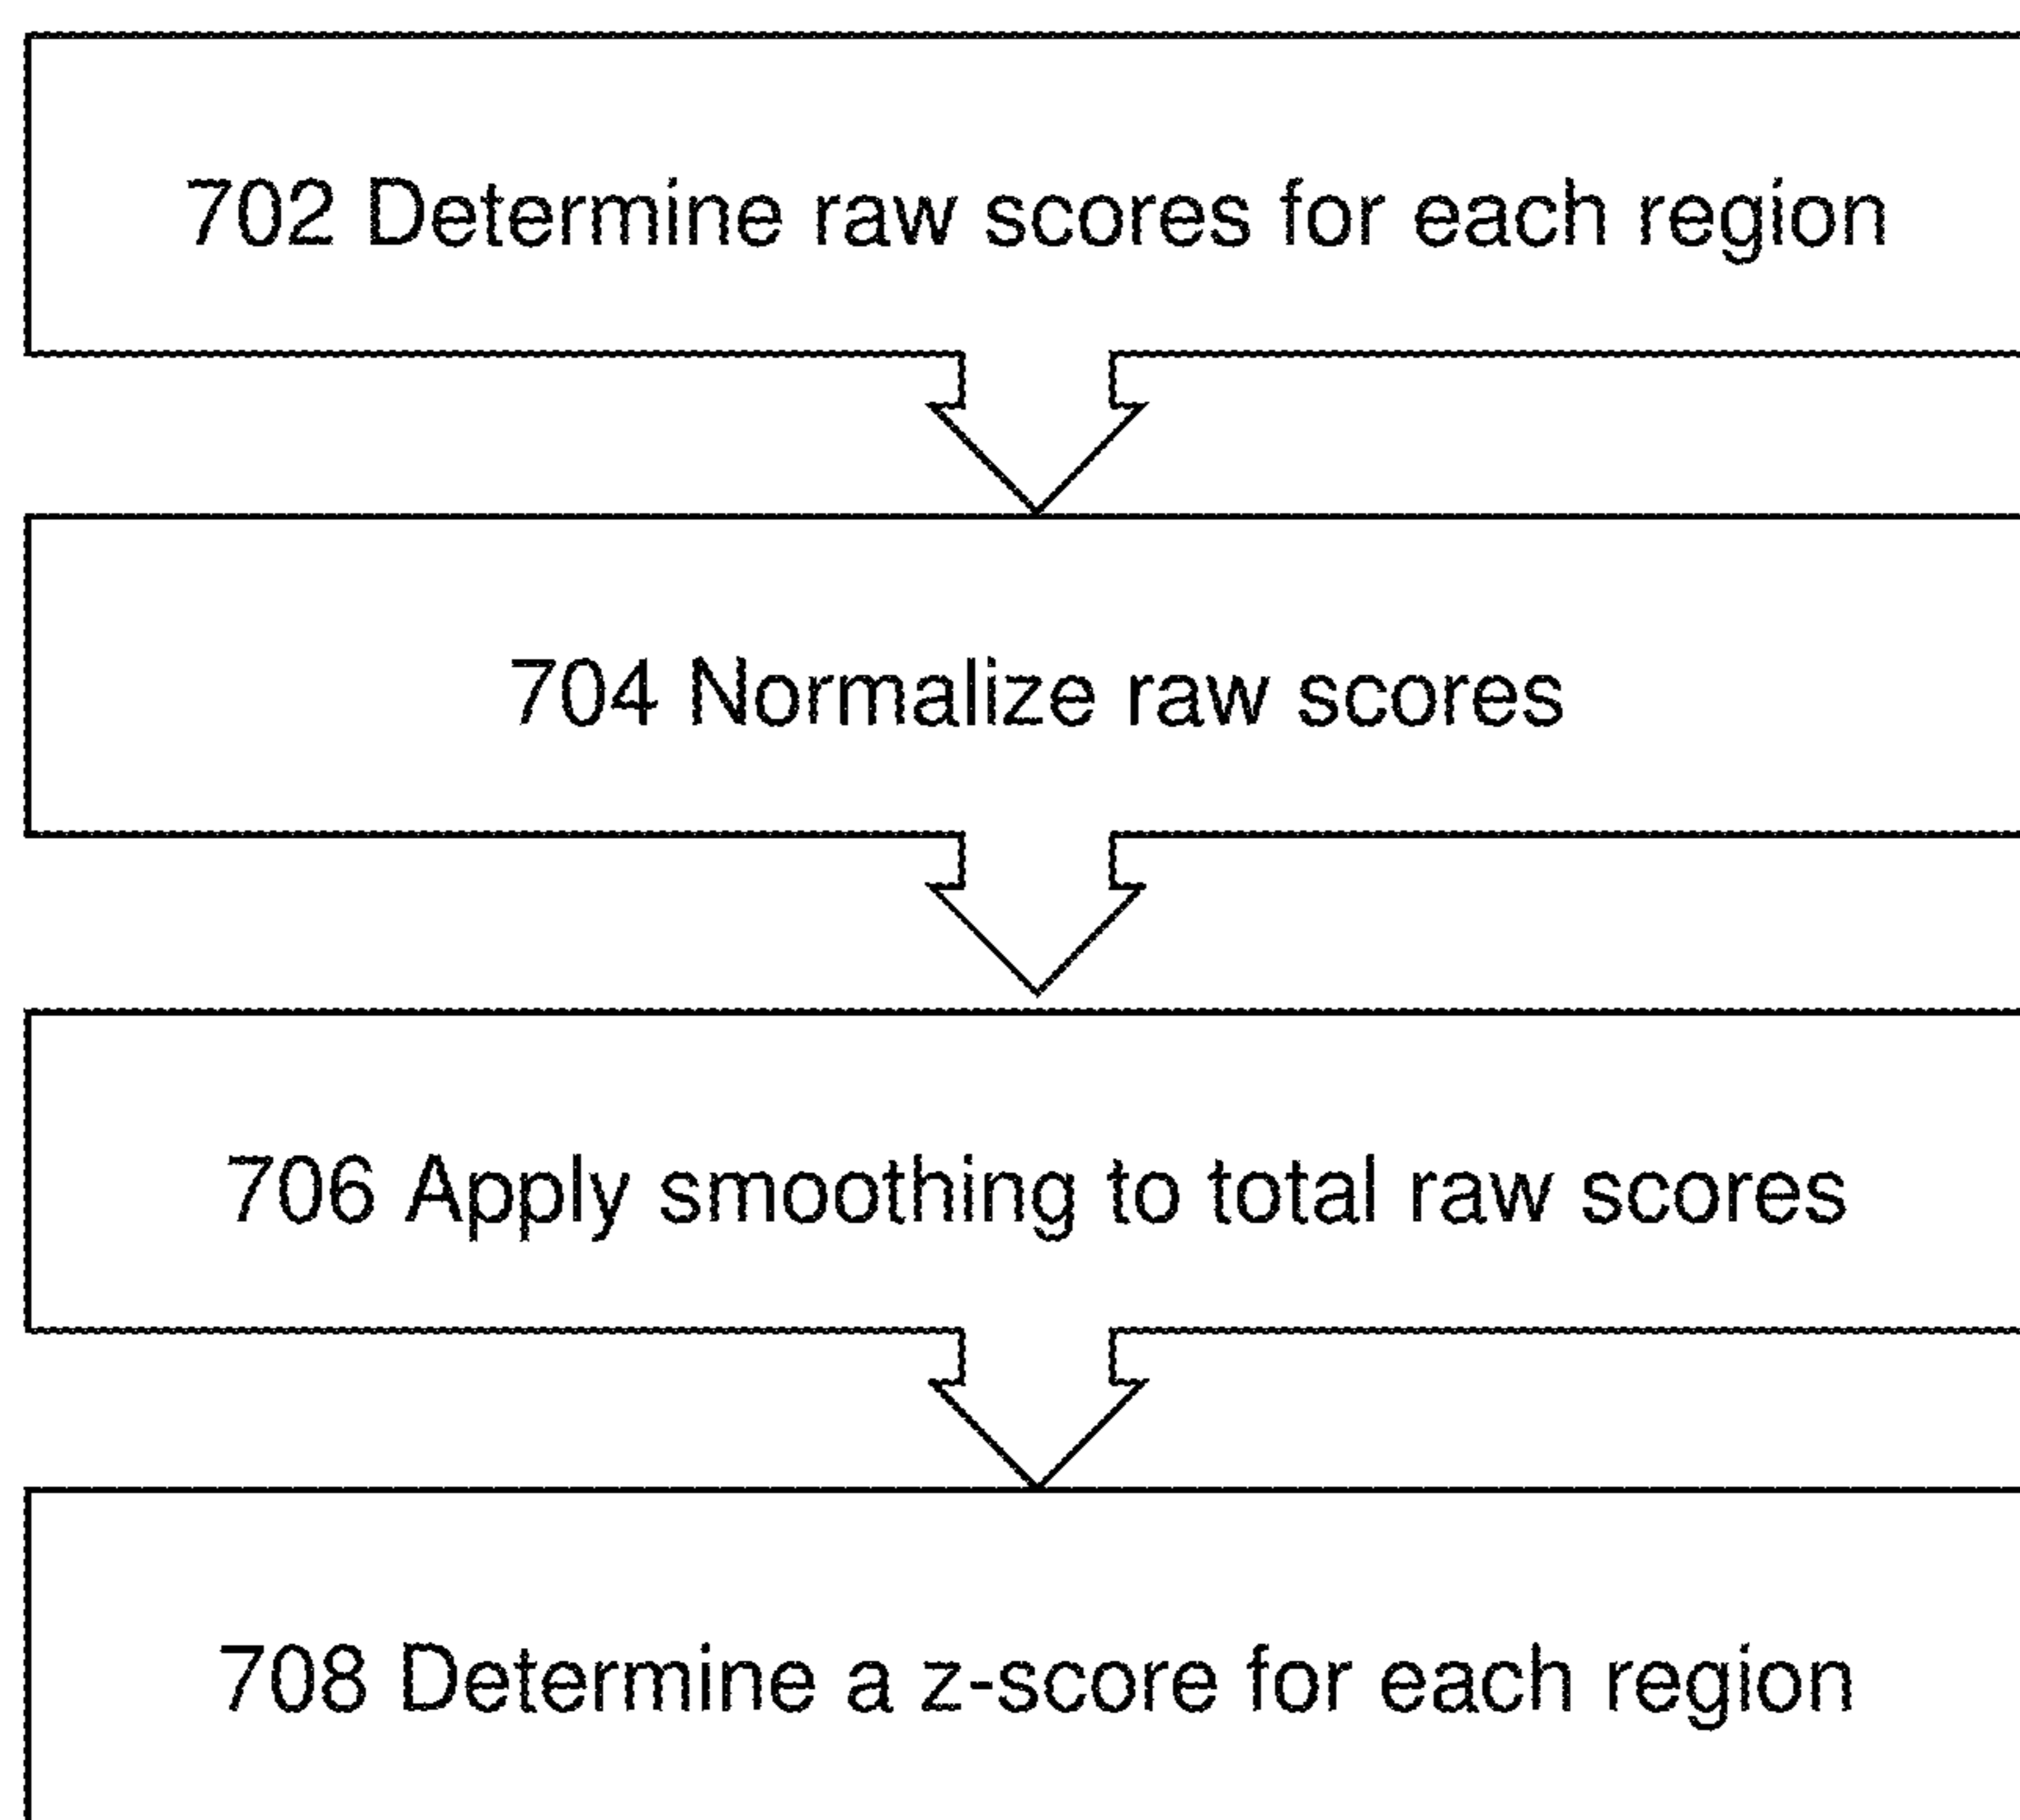 702 Determine raw scores for each region
704 Normalize raw scores
706 Apply smoothing to total raw scores
708 Determine a z-score for each region